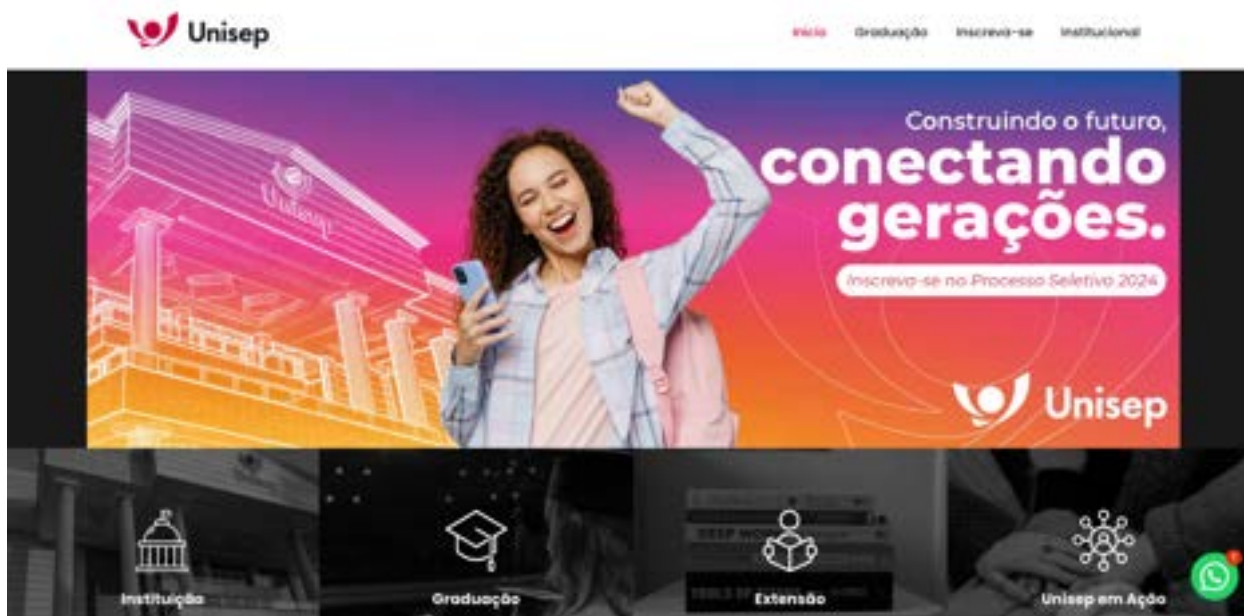 Unisep
Início Graduação Inscreva-se Institucional
Construindo o futuro,
conectando
gerações.
Inscreva-se no Processo Seletivo 2024
Unisep
Instituição Graduação Extensão Unisep em Ação